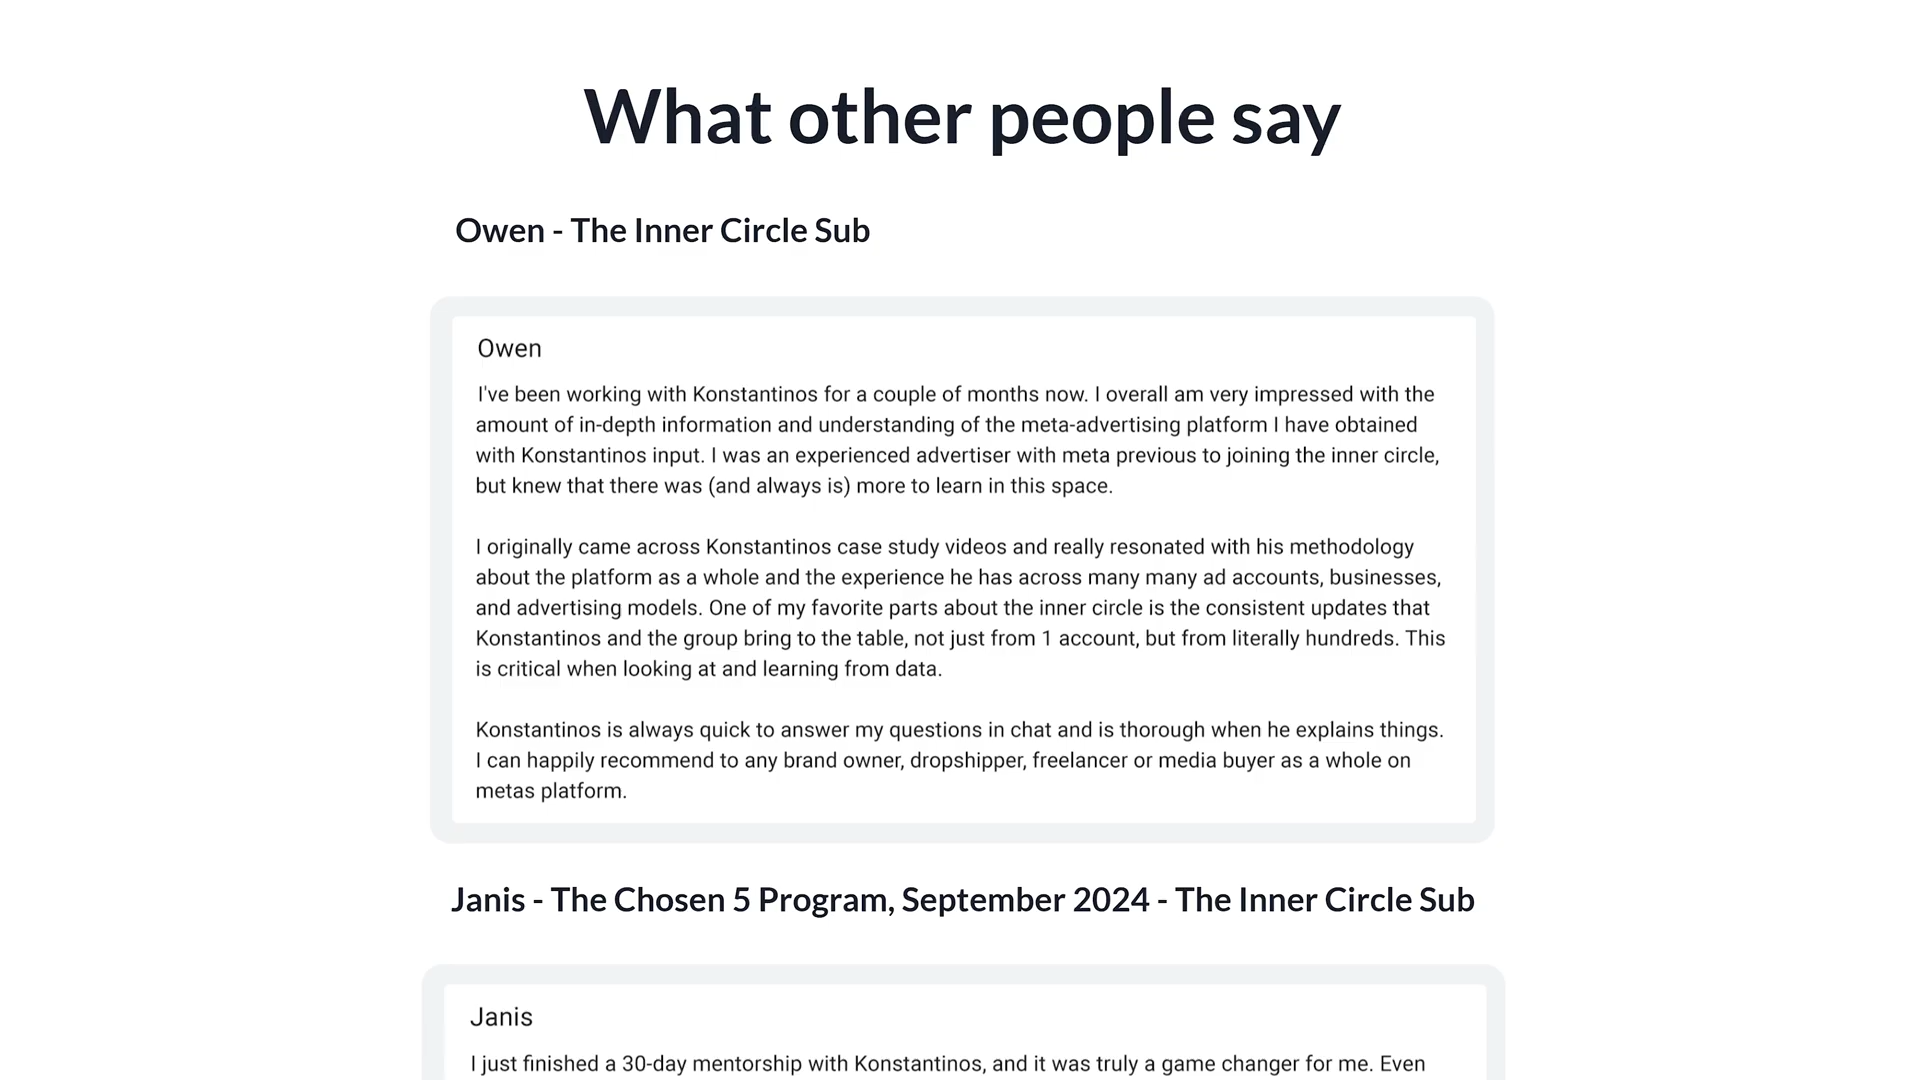 What other people say
Owen - The Inner Circle Sub
Owen
I've been working with Konstantinos for a couple of months now. I overall am very impressed with the
amount of in-depth information and understanding of the meta-advertising platform I have obtained
with Konstantinos input. I was an experienced advertiser with meta previous to joining the inner circle,
but knew that there was (and always is) more to learn in this space.
I originally came across Konstantinos case study videos and really resonated with his methodology
about the platform as a whole and the experience he has across many many ad accounts, businesses,
and advertising models. One of my favorite parts about the inner circle is the consistent updates that
Konstantinos and the group bring to the table, not just from 1 account, but from literally hundreds. This
is critical when looking at and learning from data.
Konstantinos is always quick to answer my questions in chat and is thorough when he explains things.
I can happily recommend to any brand owner, dropshipper, freelancer or media buyer as a whole on
metas platform.
Janis - The Chosen 5 Program, September 2024 - The Inner Circle Sub
Janis
I just finished a 30-day mentorship with Konstantinos, and it was truly a game changer for me. Even